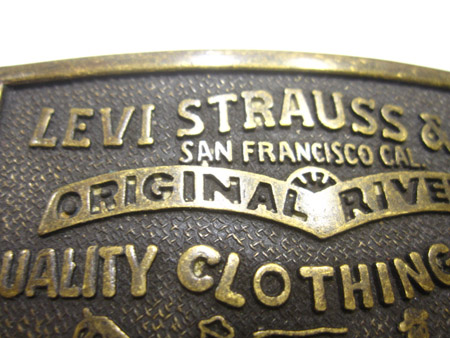 LEVI STRAUSS &
SAN FRANCISCO CAL.
ORIGINAL RIVE
UALITY CLOTHING